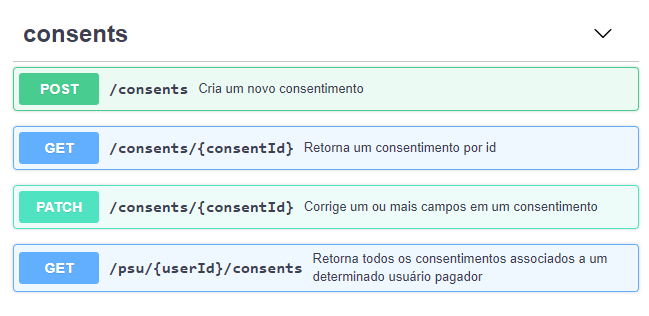 consents
POST /consents Cria um novo consentimento
GET /consents/{consentId} Retorna um consentimento por id
PATCH /consents/{consentId} Corrige um ou mais campos em um consentimento
GET /psu/{userId}/consents Retorna todos os consentimentos associados a um
determinado usuário pagador